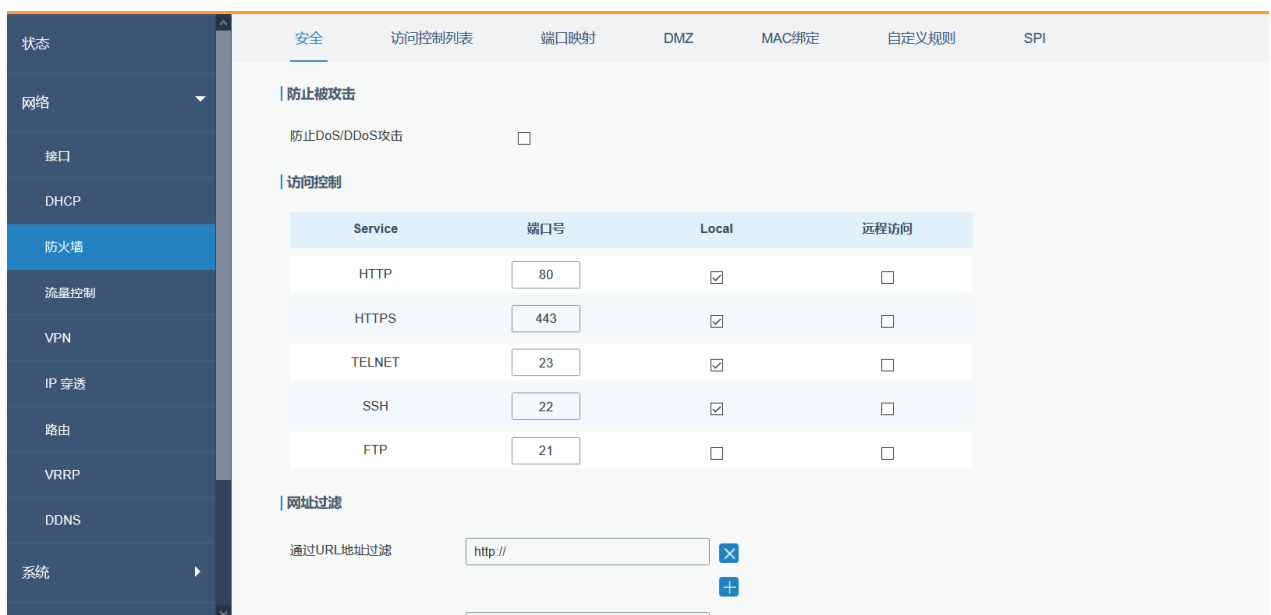 状态
网络
接口
DHCP
防火墙
流量控制
VPN
IP 穿透
路由
VRRP
DDNS
系统
安全 访问控制列表 端口映射 DMZ MAC绑定 自定义规则 SPI
防止被攻击
防止DoS/DDoS攻击
访问控制
Service 端口号 Local 远程访问
HTTP 80
HTTPS 443
TELNET 23
SSH 22
FTP 21
网址过滤
通过URL地址过滤 http://